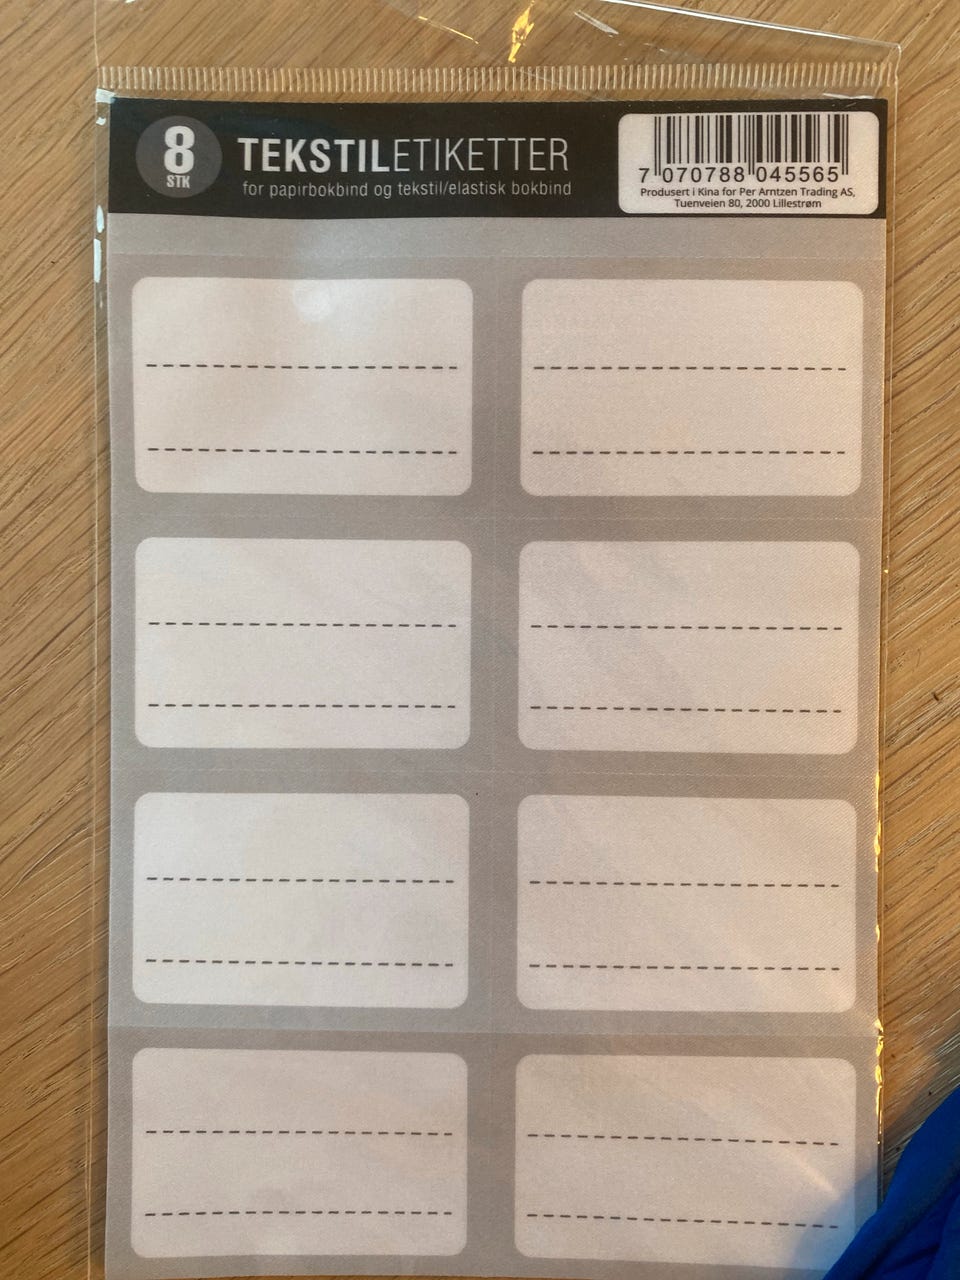 8
STK
TEKSTILETIKETTER
for papirbokbind og tekstil/elastisk bokbind
7 070788 045565
Produsert i Kina for Per Arntzen Trading AS,
Tuenveien 80, 2000 Lillestrøm